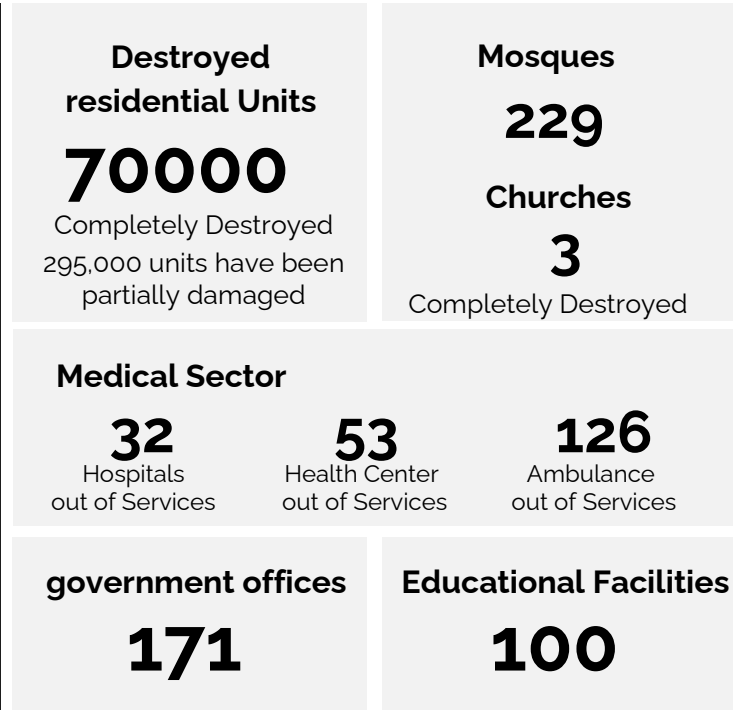 Destroyed
residential Units
70000
Completely Destroyed
295,000 units have been
partially damaged
Mosques
229
Churches
3
Completely Destroyed
Medical Sector
32
Hospitals
out of Services
53
Health Center
out of Services
126
Ambulance
out of Services
government offices
171
Educational Facilities
100